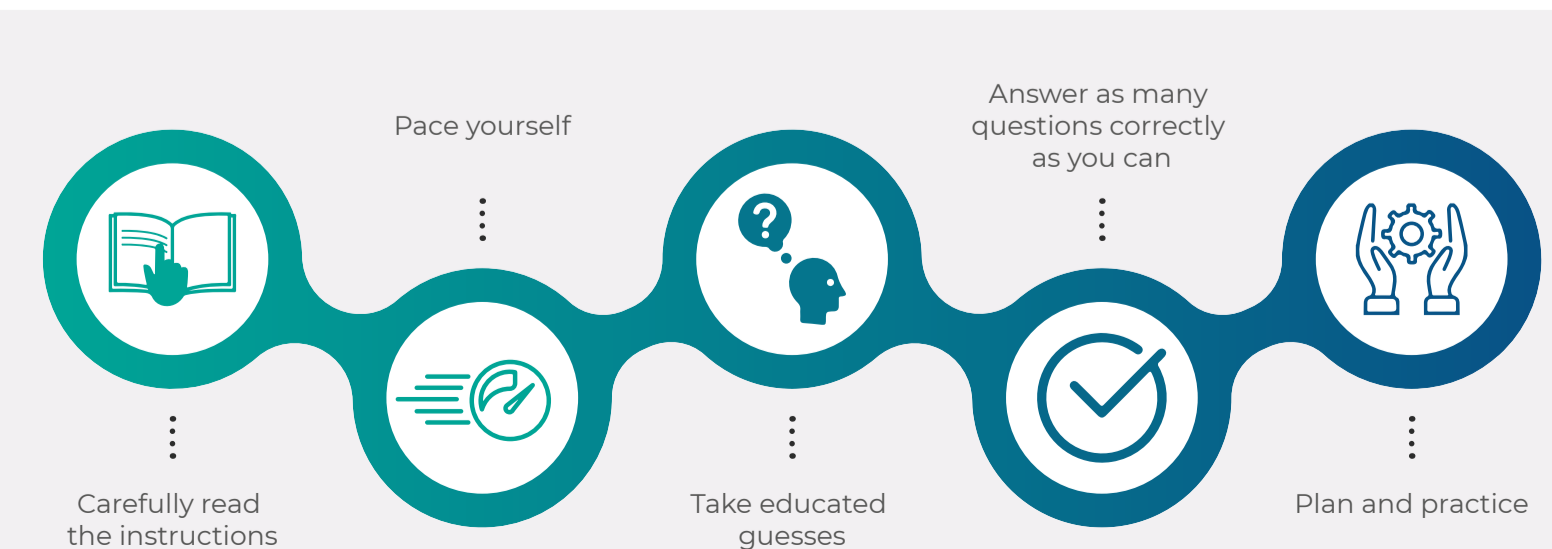 Carefully read
the instructions
Pace yourself
?
Take educated
guesses
Answer as many
questions correctly
as you can
Plan and practice